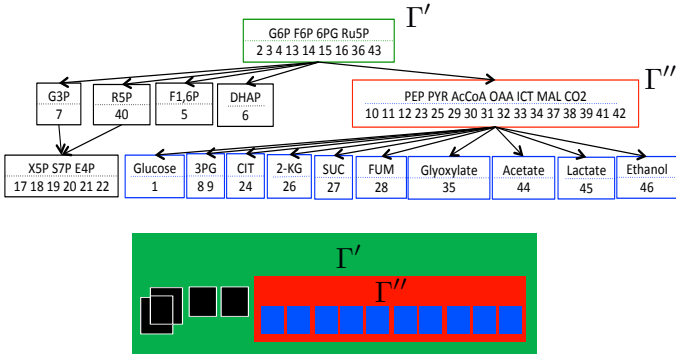 Γ′
G6P F6P 6PG Ru5P
2 3 4 13 14 15 16 36 43
Γ″
G3P
7
R5P
40
F1,6P
5
DHAP
6
PEP PYR AcCoA OAA ICT MAL CO2
10 11 12 23 25 29 30 31 32 33 34 37 38 39 41 42
X5P S7P E4P
17 18 19 20 21 22
Glucose
1
3PG
8 9
CIT
24
2-KG
26
SUC
27
FUM
28
Glyoxylate
35
Acetate
44
Lactate
45
Ethanol
46
Γ′
Γ″